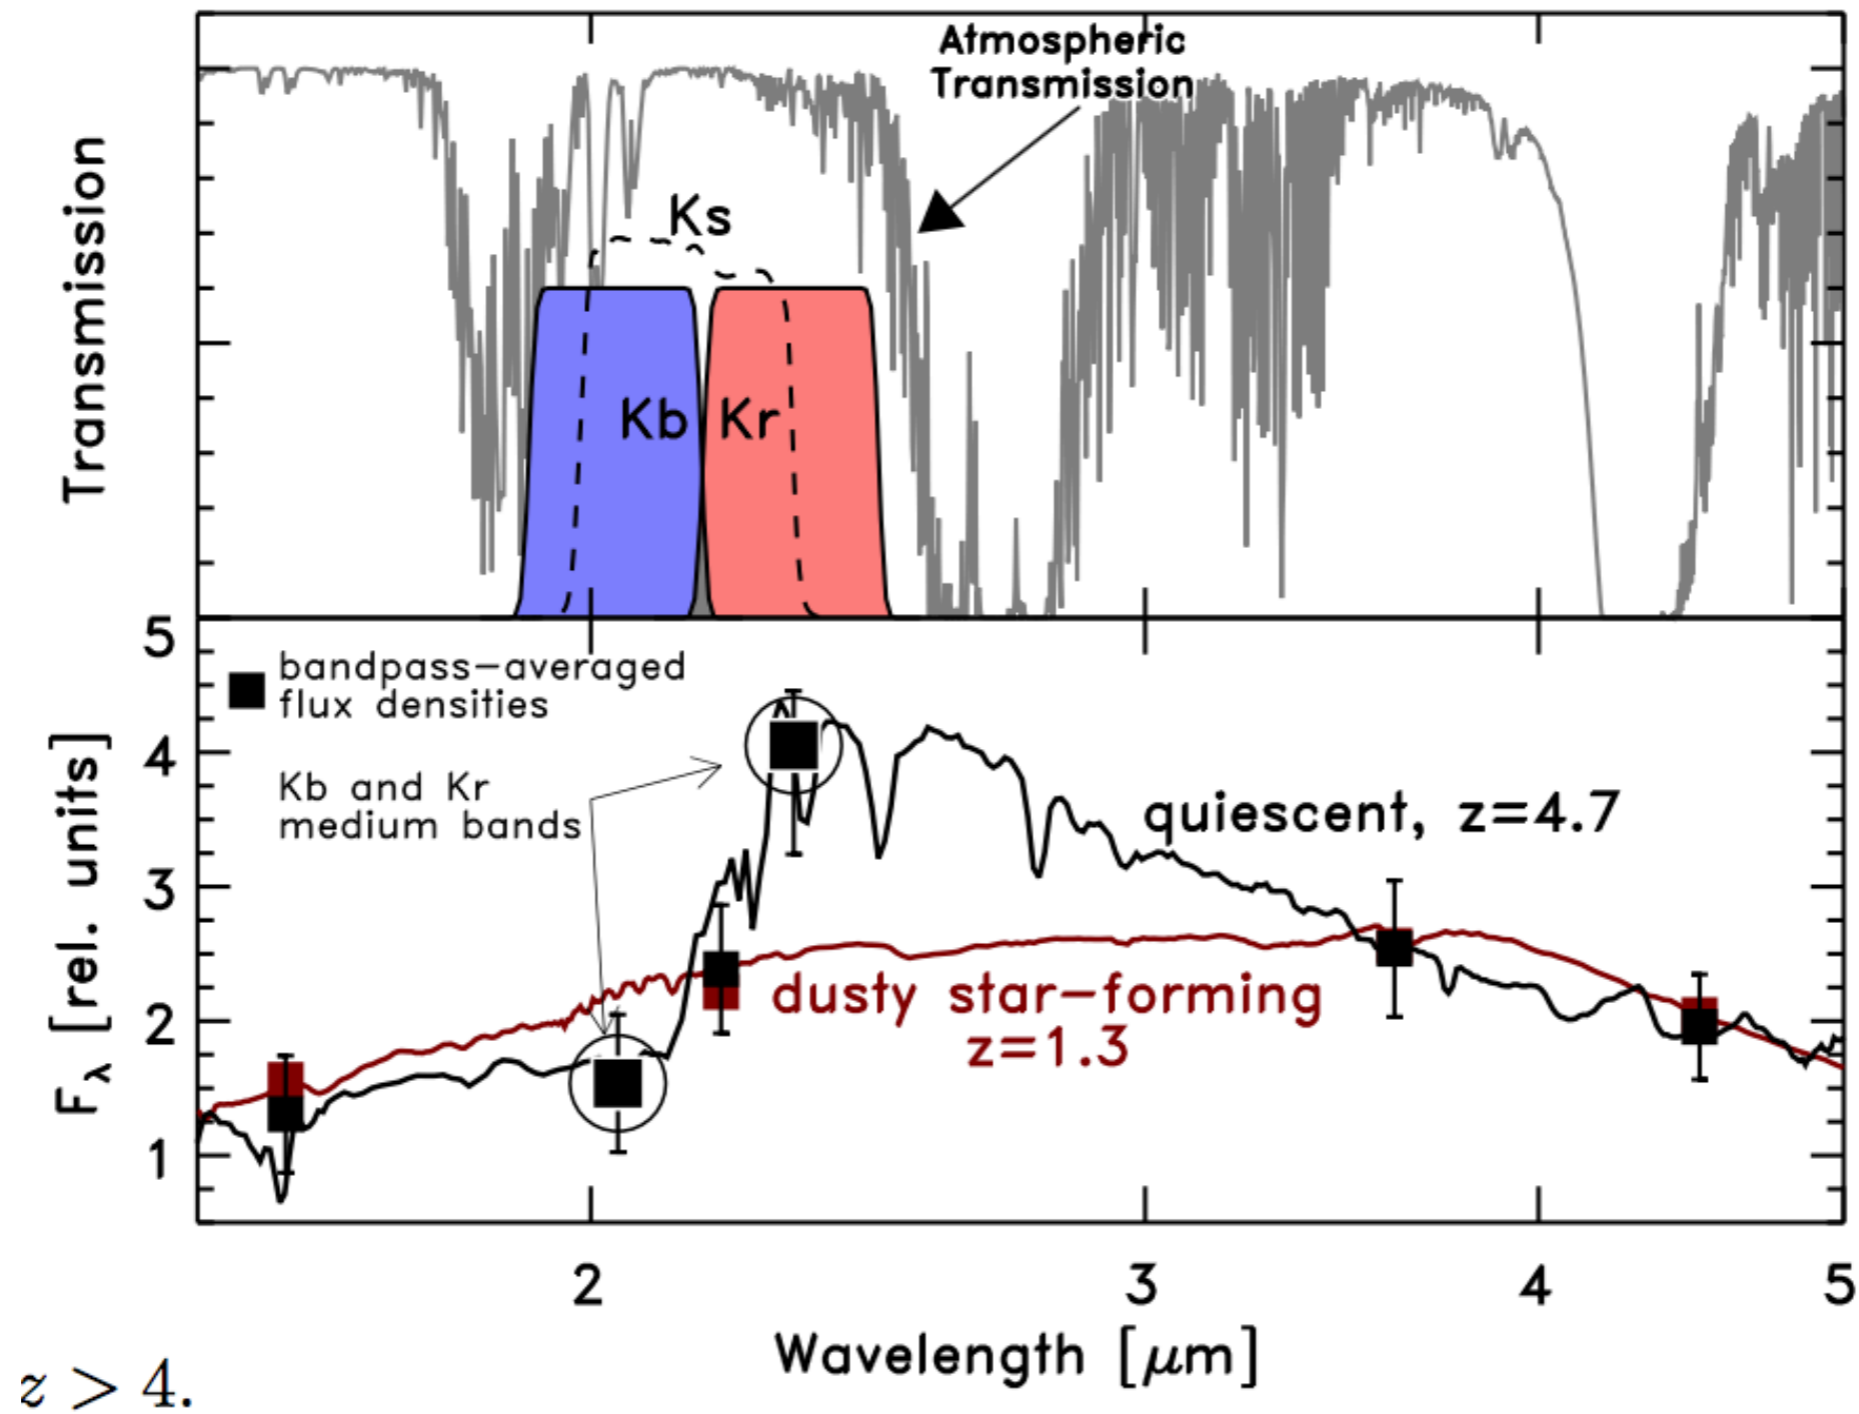 Atmospheric
Transmission
Transmission
Ks
Kb
Kr
5
bandpass-averaged
flux densities
4
Kb and Kr
medium bands
quiescent, z=4.7
3
dusty star-forming
z=1.3
2
1
Fλ [rel. units]
2
3
4
5
Wavelength [μm]
z > 4.